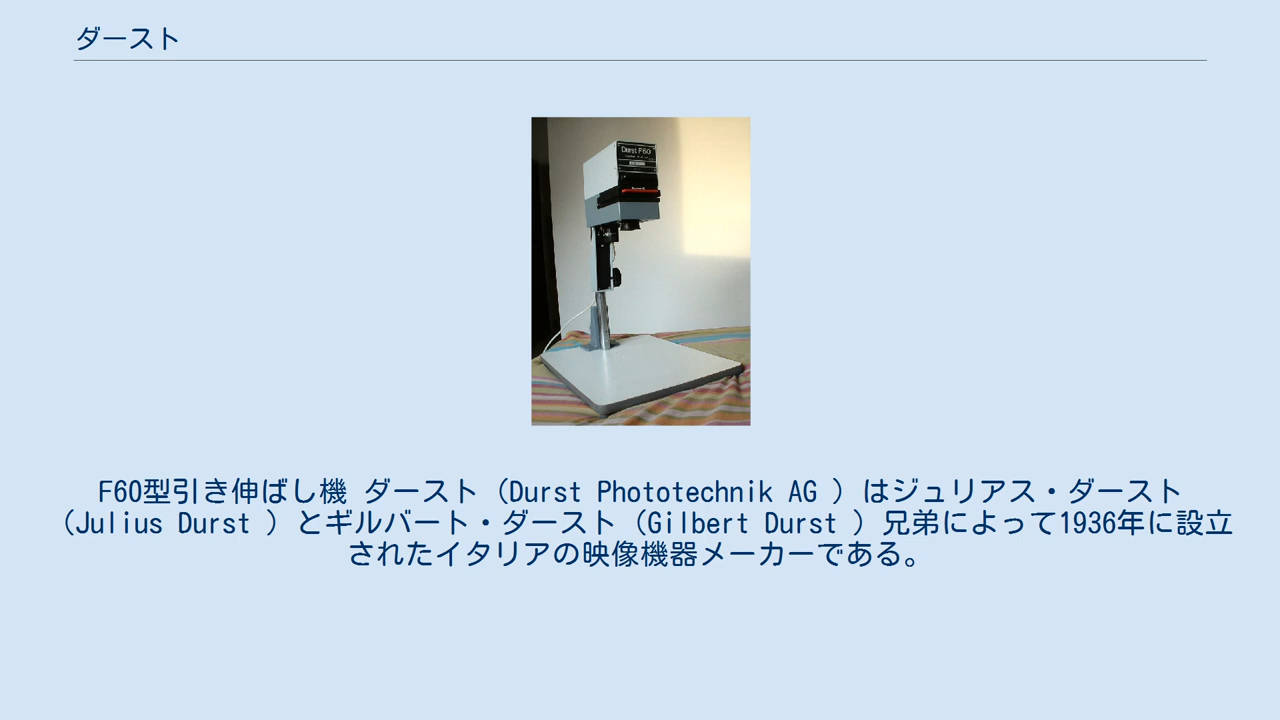 ダースト
Durst F60
F60型引き伸ばし機 ダースト（Durst Phototechnik AG ）はジュリアス・ダースト
（Julius Durst ）とギルバート・ダースト（Gilbert Durst ）兄弟によって1936年に設立
されたイタリアの映像機器メーカーである。